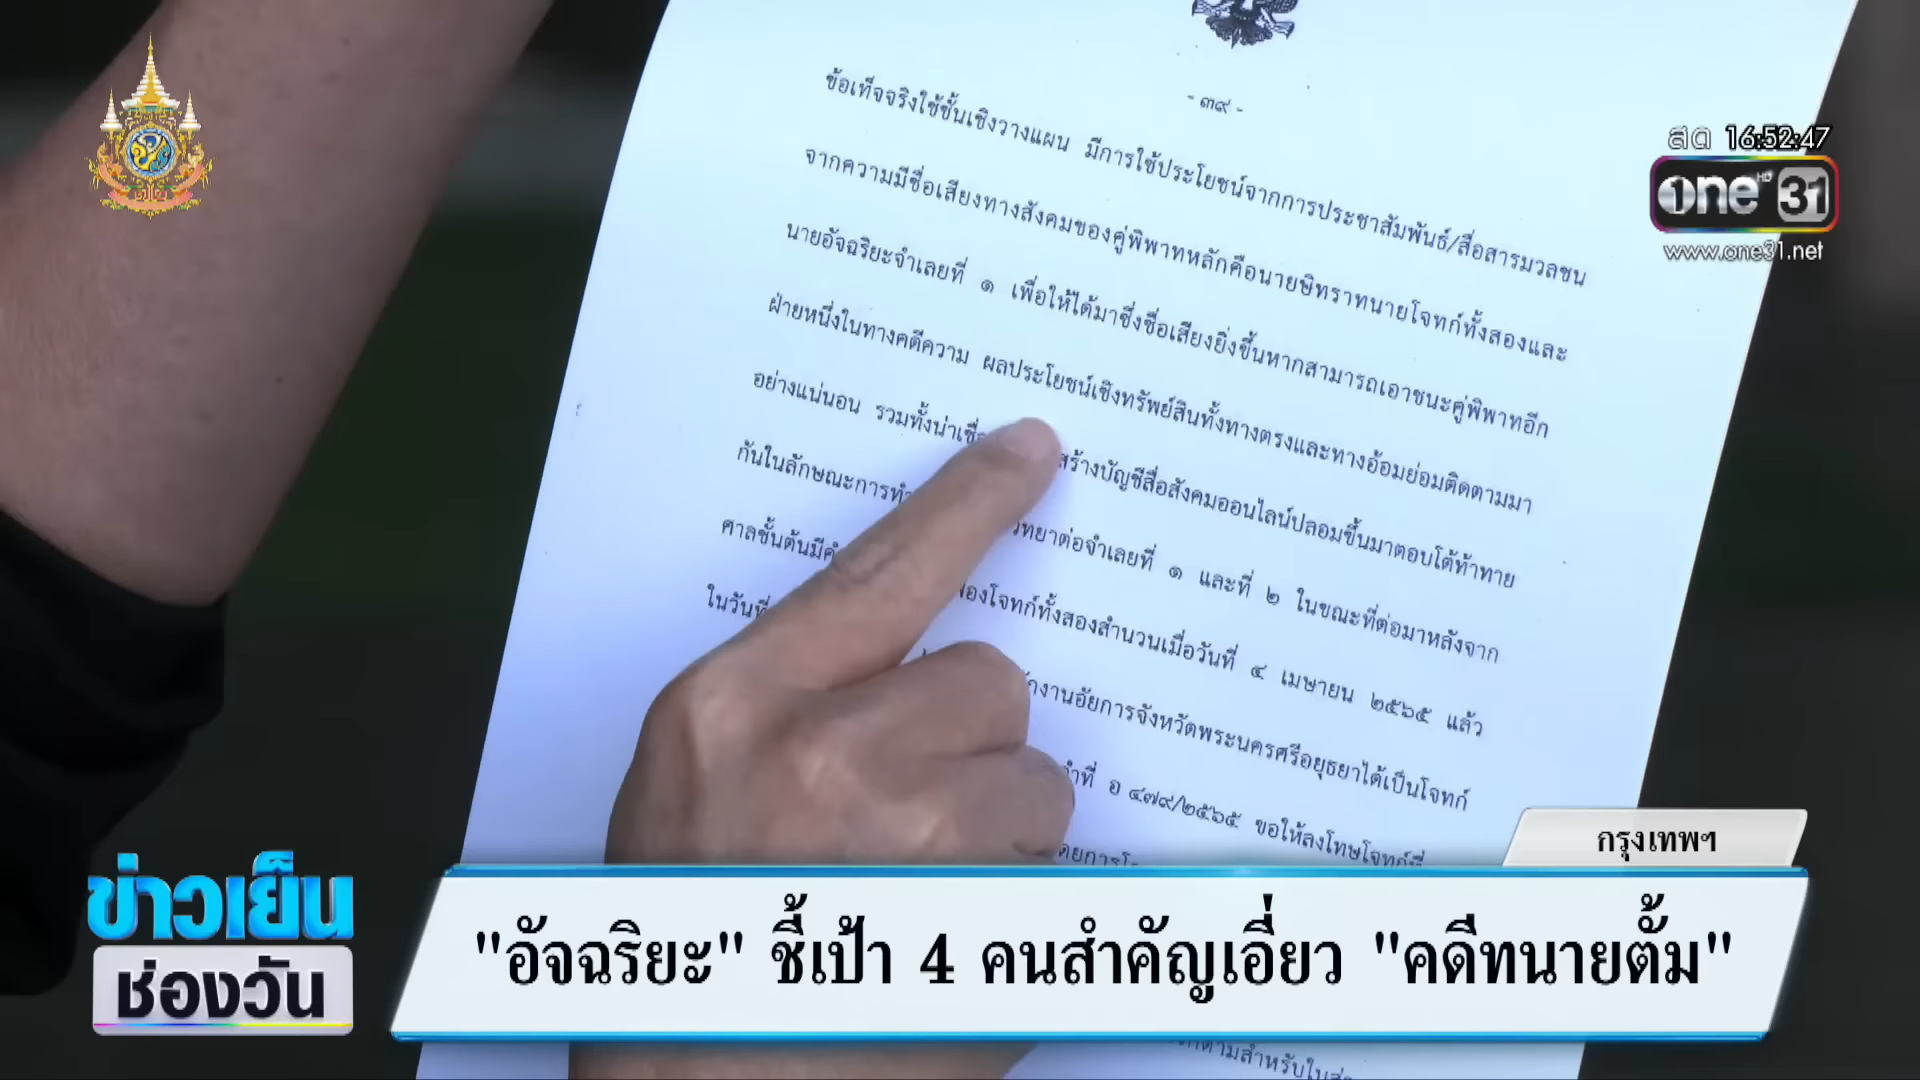 - ๓๙ -
ข้อเท็จจริงใช้ชั้นเชิงวางแผน มีการใช้ประโยชน์จากการประชาสัมพันธ์/สื่อสารมวลชน
จากความมีชื่อเสียงทางสังคมของคู่พิพาทหลักคือนายษิทราทนายโจทก์ทั้งสองและ
นายอัจฉริยะจำเลยที่ ๑ เพื่อให้ได้มาซึ่งชื่อเสียงยิ่งขึ้นหากสามารถเอาชนะคู่พิพาทอีก
ฝ่ายหนึ่งในทางคดีความ ผลประโยชน์เชิงทรัพย์สินทั้งทางตรงและทางอ้อมย่อมติดตามมา
อย่างแน่นอน รวมทั้งน่าเชื่อ สร้างบัญชีสื่อสังคมออนไลน์ปลอมขึ้นมาตอบโต้ท้าทาย
กันในลักษณะการทำ วิทยาต่อจำเลยที่ ๑ และที่ ๒ ในขณะที่ต่อมาหลังจาก
ศาลชั้นต้นมี ฟ้องโจทก์ทั้งสองสำนวนเมื่อวันที่ ๔ เมษายน ๒๕๖๕ แล้ว
ในวันที่ งานอัยการจังหวัดพระนครศรีอยุธยาได้เป็นโจทก์
ดำที่ อ ๔๗๙/๒๕๖๕ ขอให้ลงโทษโจทก์ที่
สด 16:52:47
one HD 31
www.one31.net
กรุงเทพฯ
"อัจฉริยะ" ชี้เป้า 4 คนสำคัญเอี่ยว "คดีทนายตั้ม"
ข่าวเย็น
ช่องวัน